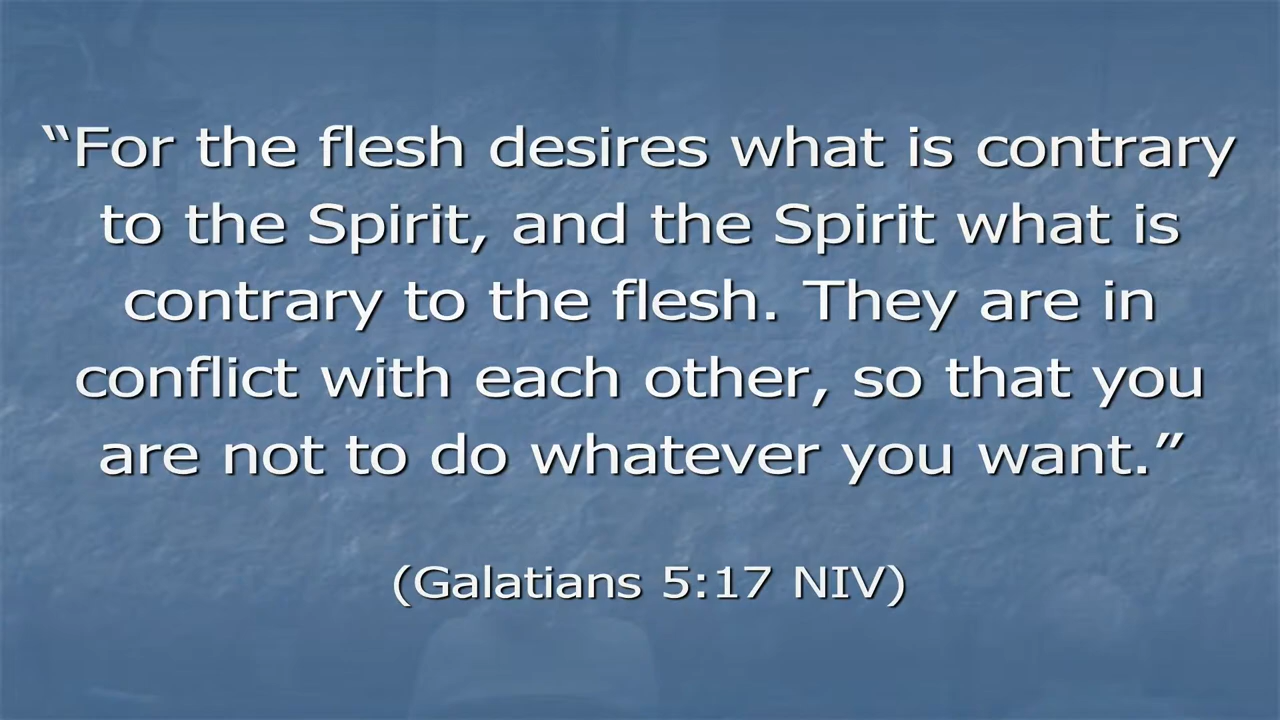 “For the flesh desires what is contrary
to the Spirit, and the Spirit what is
contrary to the flesh. They are in
conflict with each other, so that you
are not to do whatever you want.”
(Galatians 5:17 NIV)